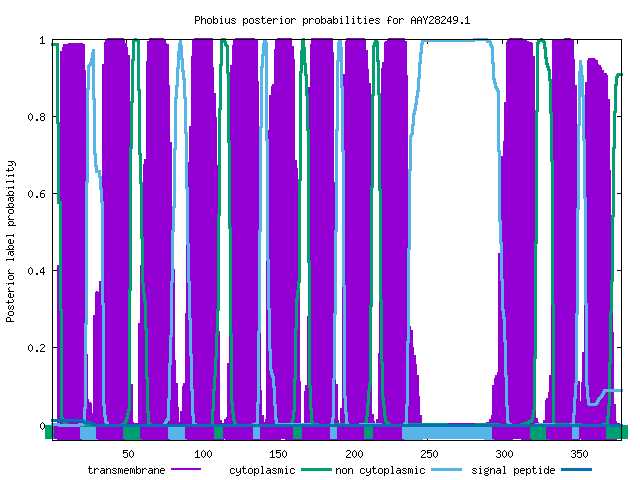 Phobius posterior probabilities for AAY28249.1
1
0.8
0.6
0.4
0.2
0
Posterior label probability
50 100 150 200 250 300 350
transmembrane cytoplasmic non cytoplasmic signal peptide